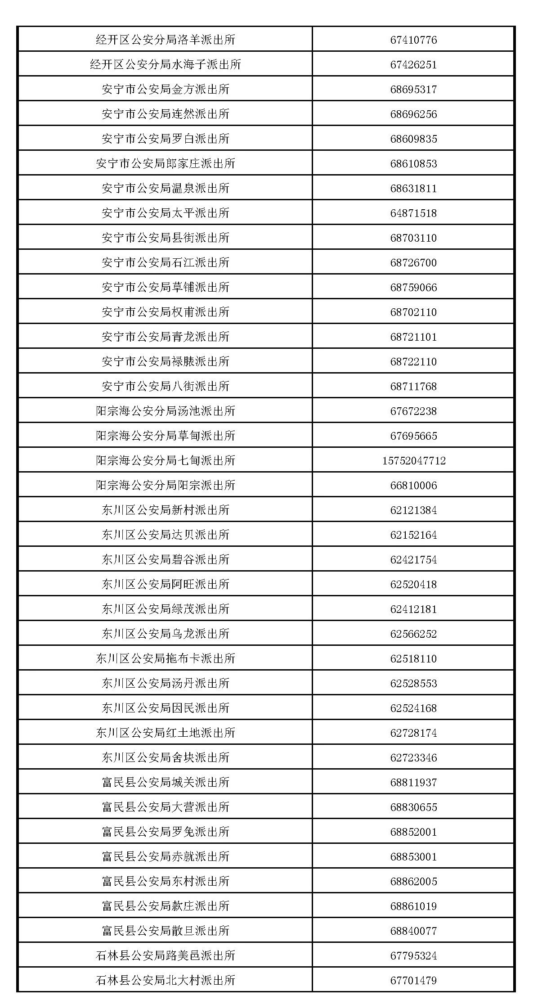 经开区公安分局洛羊派出所 67410776
经开区公安分局水海子派出所 67426251
安宁市公安局金方派出所 68695317
安宁市公安局连然派出所 68696256
安宁市公安局罗白派出所 68609835
安宁市公安局郎家庄派出所 68610853
安宁市公安局温泉派出所 68631811
安宁市公安局太平派出所 64871518
安宁市公安局县街派出所 68703110
安宁市公安局石江派出所 68726700
安宁市公安局草铺派出所 68759066
安宁市公安局权甫派出所 68702110
安宁市公安局青龙派出所 68721101
安宁市公安局禄脿派出所 68722110
安宁市公安局八街派出所 68711768
阳宗海公安分局汤池派出所 67672238
阳宗海公安分局草甸派出所 67695665
阳宗海公安分局七甸派出所 15752047712
阳宗海公安分局阳宗派出所 66810006
东川区公安局新村派出所 62121384
东川区公安局达贝派出所 62152164
东川区公安局碧谷派出所 62421754
东川区公安局阿旺派出所 62520418
东川区公安局绿茂派出所 62412181
东川区公安局乌龙派出所 62566252
东川区公安局拖布卡派出所 62518110
东川区公安局汤丹派出所 62528553
东川区公安局因民派出所 62524168
东川区公安局红土地派出所 62728174
东川区公安局舍块派出所 62723346
富民县公安局城关派出所 68811937
富民县公安局大营派出所 68830655
富民县公安局罗免派出所 68852001
富民县公安局赤就派出所 68853001
富民县公安局东村派出所 68862005
富民县公安局款庄派出所 68861019
富民县公安局散旦派出所 68840077
石林县公安局路美邑派出所 67795324
石林县公安局北大村派出所 67701479